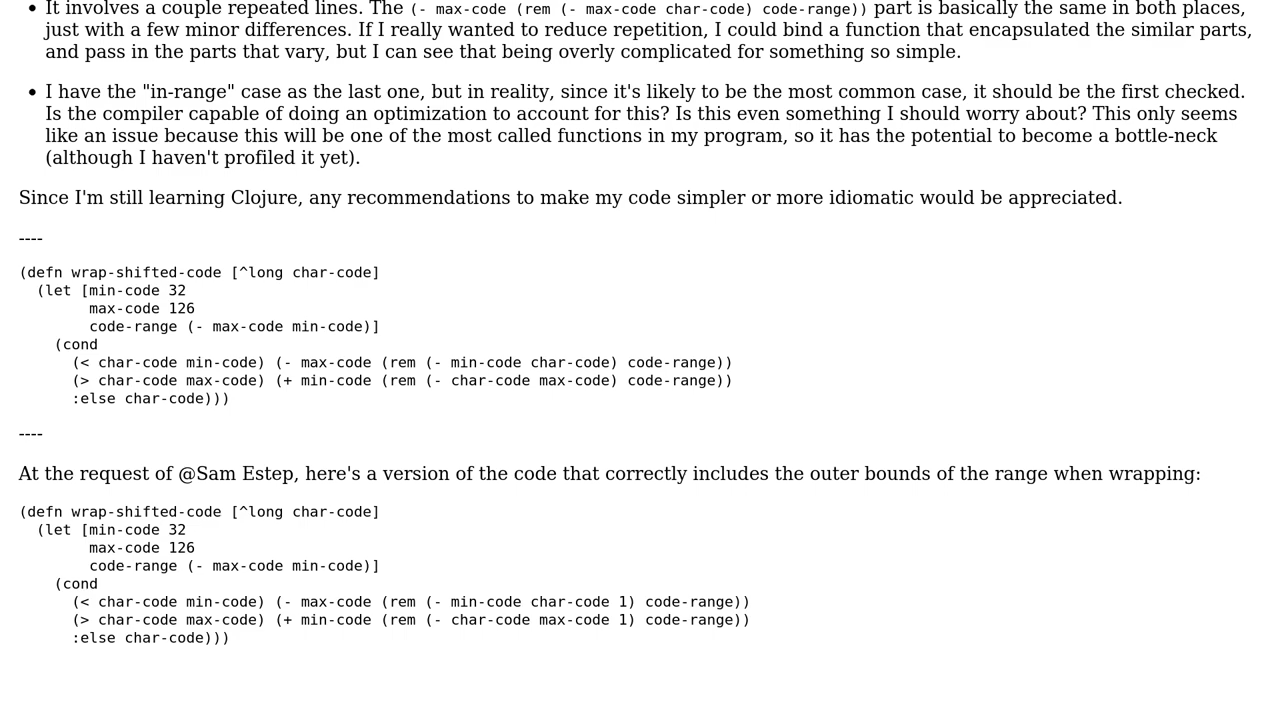 • It involves a couple repeated lines. The (- max-code (rem (- max-code char-code) code-range)) part is basically the same in both places,
just with a few minor differences. If I really wanted to reduce repetition, I could bind a function that encapsulated the similar parts,
and pass in the parts that vary, but I can see that being overly complicated for something so simple.
• I have the "in-range" case as the last one, but in reality, since it's likely to be the most common case, it should be the first checked.
Is the compiler capable of doing an optimization to account for this? Is this even something I should worry about? This only seems
like an issue because this will be one of the most called functions in my program, so it has the potential to become a bottle-neck
(although I haven't profiled it yet).
Since I'm still learning Clojure, any recommendations to make my code simpler or more idiomatic would be appreciated.
----
(defn wrap-shifted-code [^long char-code]
  (let [min-code 32
        max-code 126
        code-range (- max-code min-code)]
    (cond
      (< char-code min-code) (- max-code (rem (- min-code char-code) code-range))
      (> char-code max-code) (+ min-code (rem (- char-code max-code) code-range))
      :else char-code)))
----
At the request of @Sam Estep, here's a version of the code that correctly includes the outer bounds of the range when wrapping:
(defn wrap-shifted-code [^long char-code]
  (let [min-code 32
        max-code 126
        code-range (- max-code min-code)]
    (cond
      (< char-code min-code) (- max-code (rem (- min-code char-code 1) code-range))
      (> char-code max-code) (+ min-code (rem (- char-code max-code 1) code-range))
      :else char-code)))